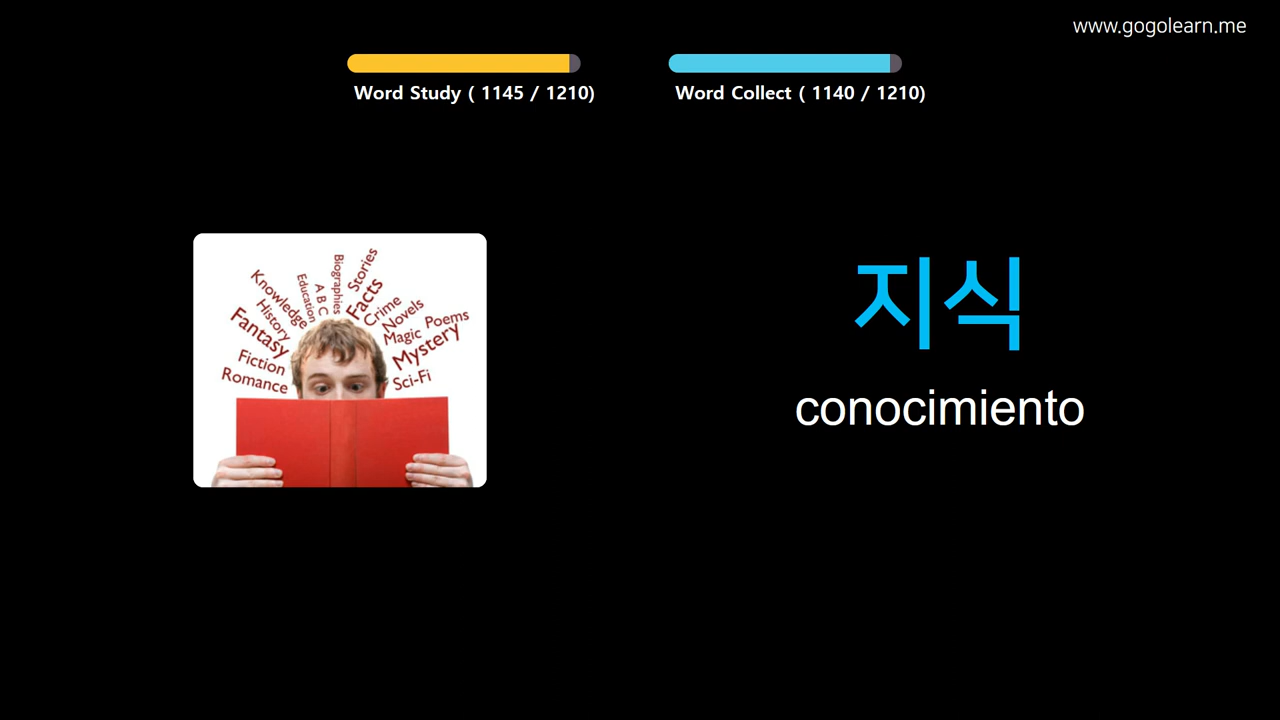 www.gogolearn.me
Word Study ( 1145 / 1210)
Word Collect ( 1140 / 1210)
Knowledge
History
Fantasy
Fiction
Romance
Education
A B C
Biographies
Stories
Facts
Crime
Novels
Magic
Poems
Mystery
Sci-Fi
지식
conocimiento